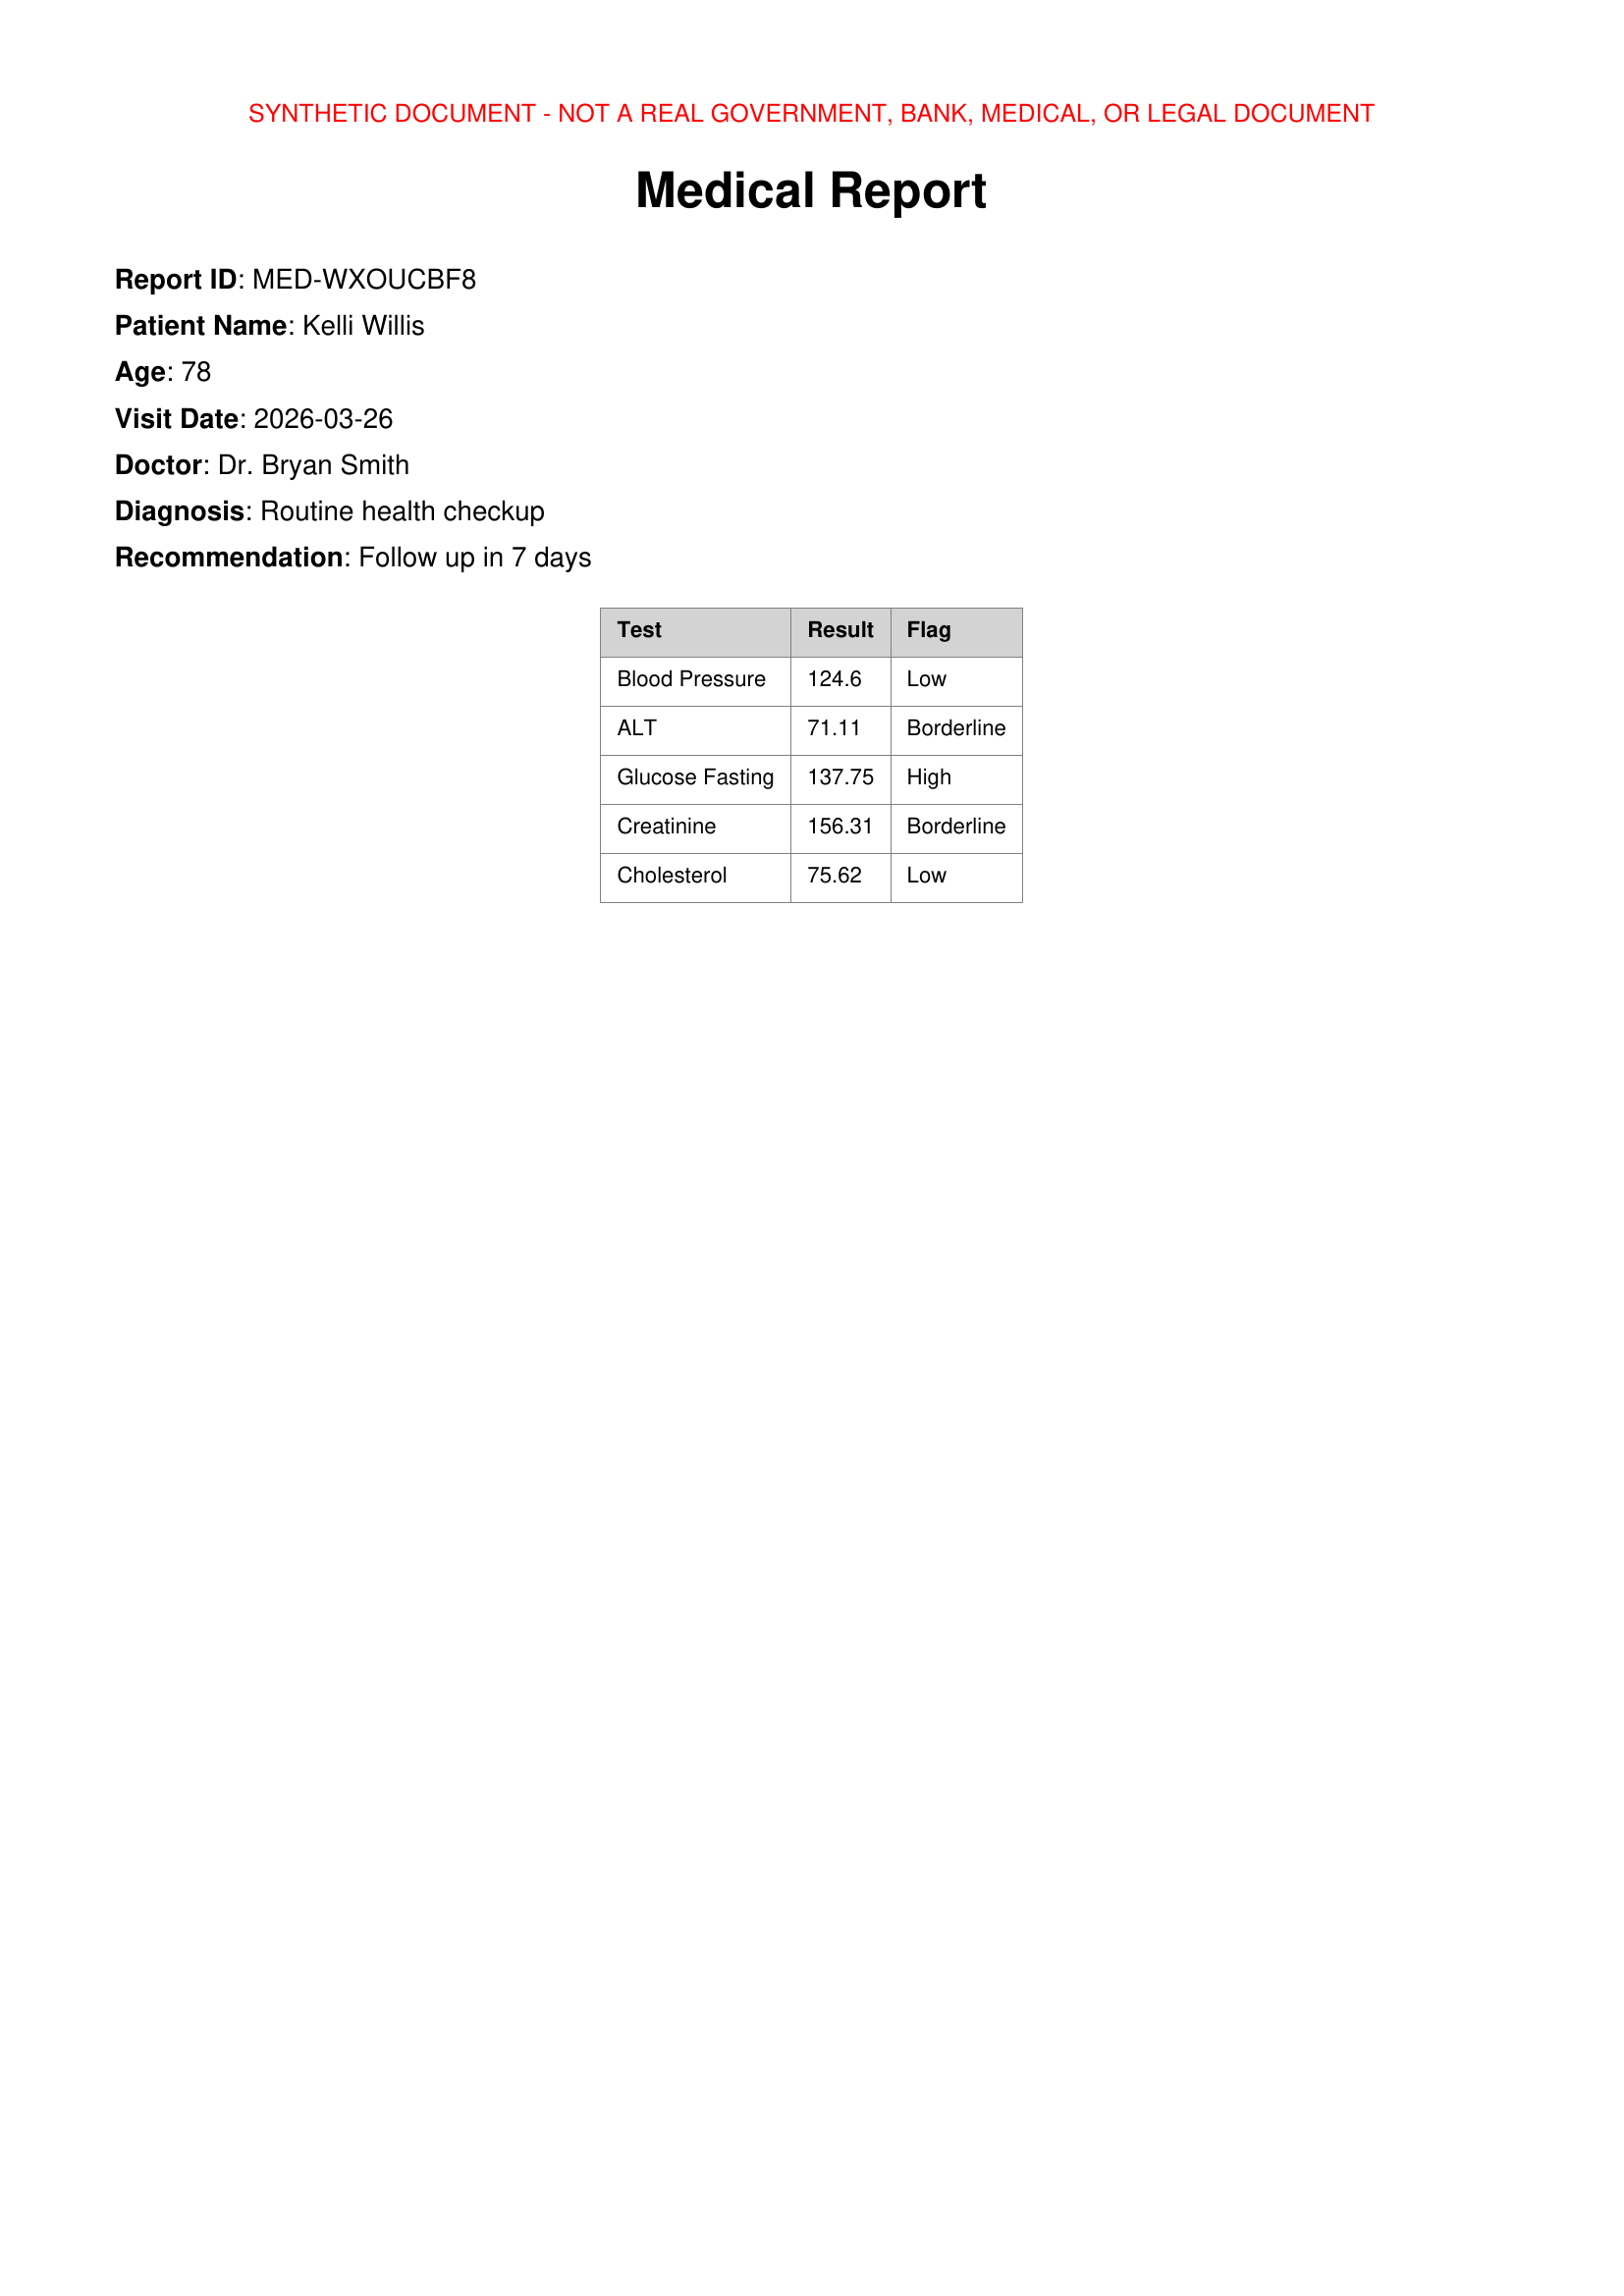 SYNTHETIC DOCUMENT - NOT A REAL GOVERNMENT, BANK, MEDICAL, OR LEGAL DOCUMENT
Medical Report
Report ID: MED-WXOUCBF8
Patient Name: Kelli Willis
Age: 78
Visit Date: 2026-03-26
Doctor: Dr. Bryan Smith
Diagnosis: Routine health checkup
Recommendation: Follow up in 7 days
Test Result Flag
Blood Pressure 124.6 Low
ALT 71.11 Borderline
Glucose Fasting 137.75 High
Creatinine 156.31 Borderline
Cholesterol 75.62 Low